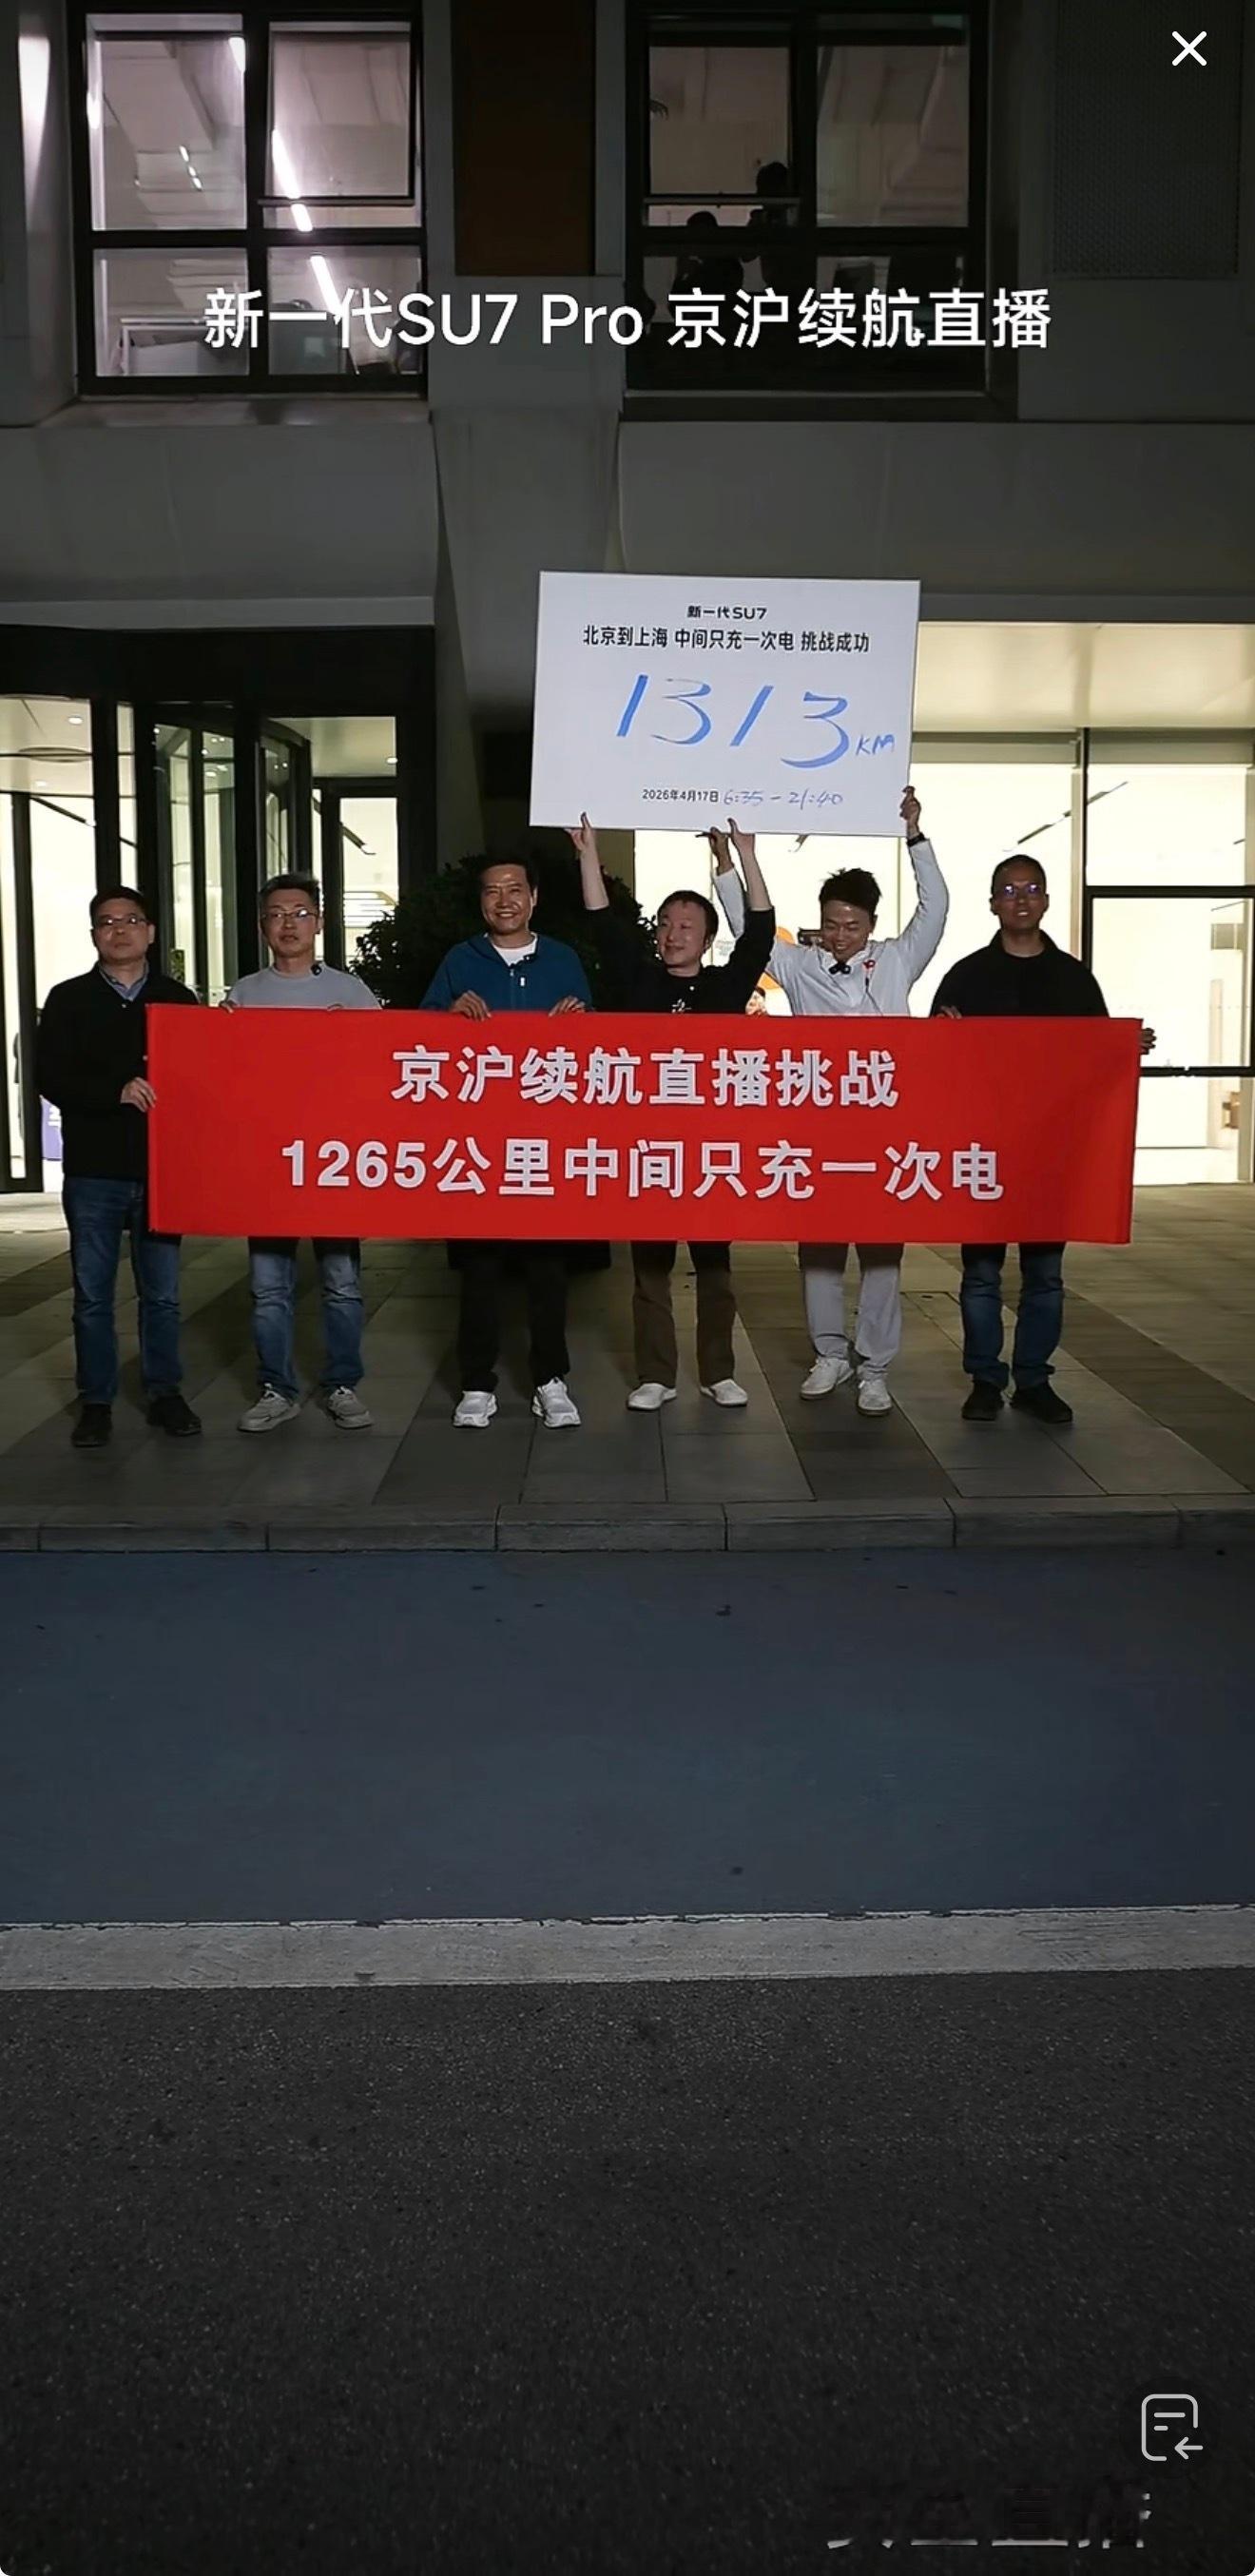 新一代SU7 Pro 京沪续航直播
新一代SU7
北京到上海 中间只充一次电 挑战成功
1313KM
2026年4月17日 6:35-21:40
京沪续航直播挑战
1265公里中间只充一次电